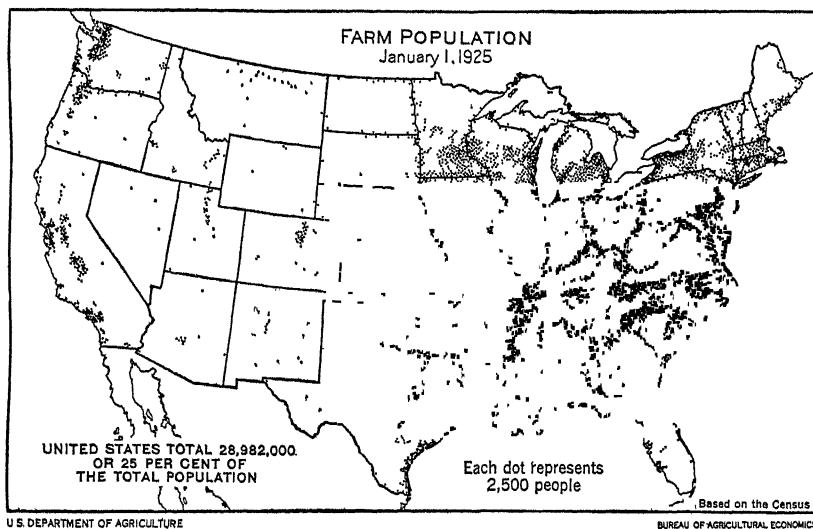 FARM POPULATION
January 1, 1925
UNITED STATES TOTAL 28,982,000.
OR 25 PER CENT OF
THE TOTAL POPULATION
Each dot represents
2,500 people
Based on the Census
U.S. DEPARTMENT OF AGRICULTURE
BUREAU OF AGRICULTURAL ECONOMICS